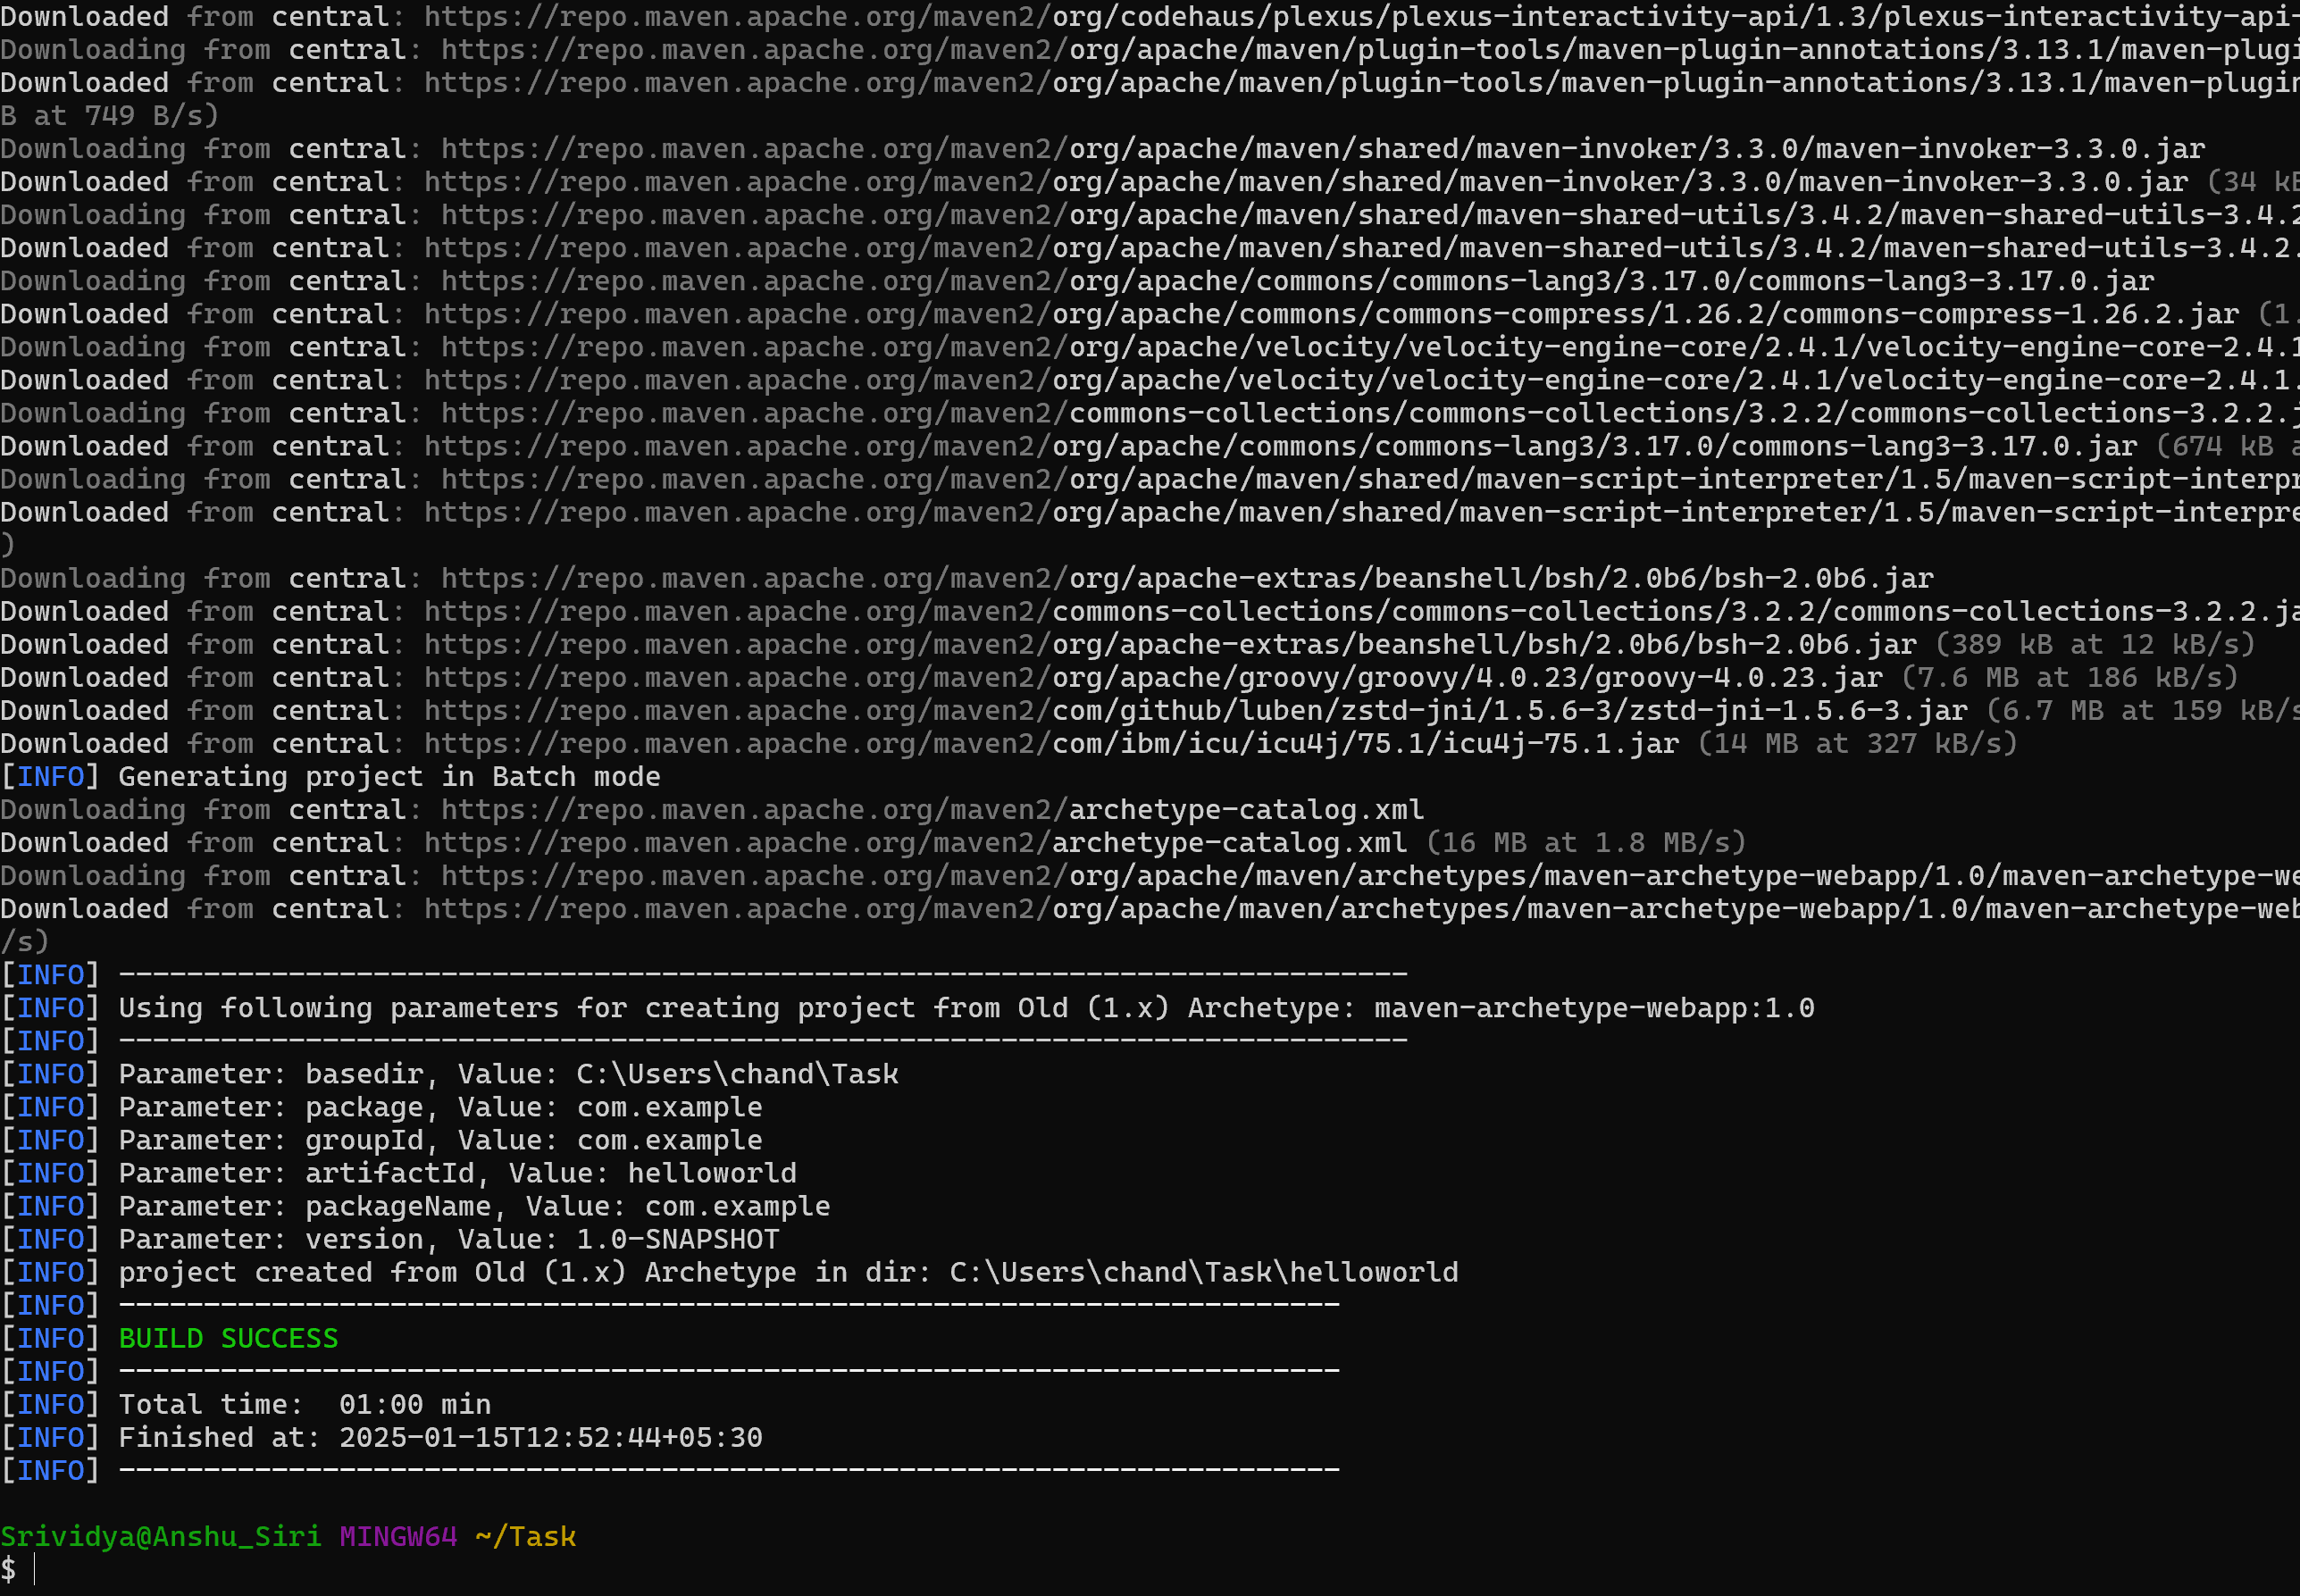 Downloaded from central: https://repo.maven.apache.org/maven2/org/codehaus/plexus/plexus-interactivity-api/1.3/plexus-interactivity-api-
Downloading from central: https://repo.maven.apache.org/maven2/org/apache/maven/plugin-tools/maven-plugin-annotations/3.13.1/maven-plugi
Downloaded from central: https://repo.maven.apache.org/maven2/org/apache/maven/plugin-tools/maven-plugin-annotations/3.13.1/maven-plugin
B at 749 B/s)
Downloading from central: https://repo.maven.apache.org/maven2/org/apache/maven/shared/maven-invoker/3.3.0/maven-invoker-3.3.0.jar
Downloaded from central: https://repo.maven.apache.org/maven2/org/apache/maven/shared/maven-invoker/3.3.0/maven-invoker-3.3.0.jar (34 kB
Downloading from central: https://repo.maven.apache.org/maven2/org/apache/maven/shared/maven-shared-utils/3.4.2/maven-shared-utils-3.4.2
Downloaded from central: https://repo.maven.apache.org/maven2/org/apache/maven/shared/maven-shared-utils/3.4.2/maven-shared-utils-3.4.2.
Downloading from central: https://repo.maven.apache.org/maven2/org/apache/commons/commons-lang3/3.17.0/commons-lang3-3.17.0.jar
Downloaded from central: https://repo.maven.apache.org/maven2/org/apache/commons/commons-compress/1.26.2/commons-compress-1.26.2.jar (1.
Downloading from central: https://repo.maven.apache.org/maven2/org/apache/velocity/velocity-engine-core/2.4.1/velocity-engine-core-2.4.1
Downloaded from central: https://repo.maven.apache.org/maven2/org/apache/velocity/velocity-engine-core/2.4.1/velocity-engine-core-2.4.1.
Downloading from central: https://repo.maven.apache.org/maven2/commons-collections/commons-collections/3.2.2/commons-collections-3.2.2.j
Downloaded from central: https://repo.maven.apache.org/maven2/org/apache/commons/commons-lang3/3.17.0/commons-lang3-3.17.0.jar (674 kB a
Downloading from central: https://repo.maven.apache.org/maven2/org/apache/maven/shared/maven-script-interpreter/1.5/maven-script-interpr
Downloaded from central: https://repo.maven.apache.org/maven2/org/apache/maven/shared/maven-script-interpreter/1.5/maven-script-interpre
)
Downloading from central: https://repo.maven.apache.org/maven2/org/apache-extras/beanshell/bsh/2.0b6/bsh-2.0b6.jar
Downloaded from central: https://repo.maven.apache.org/maven2/commons-collections/commons-collections/3.2.2/commons-collections-3.2.2.ja
Downloaded from central: https://repo.maven.apache.org/maven2/org/apache-extras/beanshell/bsh/2.0b6/bsh-2.0b6.jar (389 kB at 12 kB/s)
Downloaded from central: https://repo.maven.apache.org/maven2/org/apache/groovy/groovy/4.0.23/groovy-4.0.23.jar (7.6 MB at 186 kB/s)
Downloaded from central: https://repo.maven.apache.org/maven2/com/github/luben/zstd-jni/1.5.6-3/zstd-jni-1.5.6-3.jar (6.7 MB at 159 kB/s
Downloaded from central: https://repo.maven.apache.org/maven2/com/ibm/icu/icu4j/75.1/icu4j-75.1.jar (14 MB at 327 kB/s)
[INFO] Generating project in Batch mode
Downloading from central: https://repo.maven.apache.org/maven2/archetype-catalog.xml
Downloaded from central: https://repo.maven.apache.org/maven2/archetype-catalog.xml (16 MB at 1.8 MB/s)
Downloading from central: https://repo.maven.apache.org/maven2/org/apache/maven/archetypes/maven-archetype-webapp/1.0/maven-archetype-we
Downloaded from central: https://repo.maven.apache.org/maven2/org/apache/maven/archetypes/maven-archetype-webapp/1.0/maven-archetype-web
/s)
[INFO] ----------------------------------------------------------------------------
[INFO] Using following parameters for creating project from Old (1.x) Archetype: maven-archetype-webapp:1.0
[INFO] ----------------------------------------------------------------------------
[INFO] Parameter: basedir, Value: C:\Users\chand\Task
[INFO] Parameter: package, Value: com.example
[INFO] Parameter: groupId, Value: com.example
[INFO] Parameter: artifactId, Value: helloworld
[INFO] Parameter: packageName, Value: com.example
[INFO] Parameter: version, Value: 1.0-SNAPSHOT
[INFO] project created from Old (1.x) Archetype in dir: C:\Users\chand\Task\helloworld
[INFO] ------------------------------------------------------------------------
[INFO] BUILD SUCCESS
[INFO] ------------------------------------------------------------------------
[INFO] Total time:  01:00 min
[INFO] Finished at: 2025-01-15T12:52:44+05:30
[INFO] ------------------------------------------------------------------------
Srividya@Anshu_Siri MINGW64 ~/Task
$